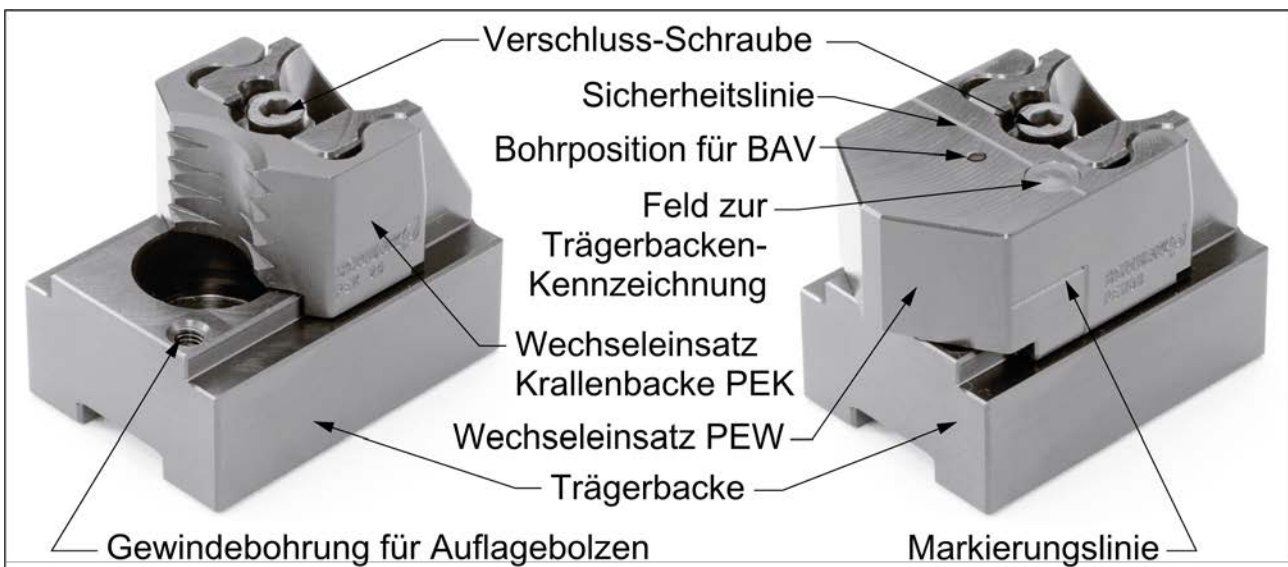 Verschluss-Schraube
Sicherheitslinie
Bohrposition für BAV
Feld zur
Trägerbacken-
Kennzeichnung
Wechseleinsatz
Krallenbacke PEK
Wechseleinsatz PEW
Trägerbacke
Gewindebohrung für Auflagebolzen
Markierungslinie